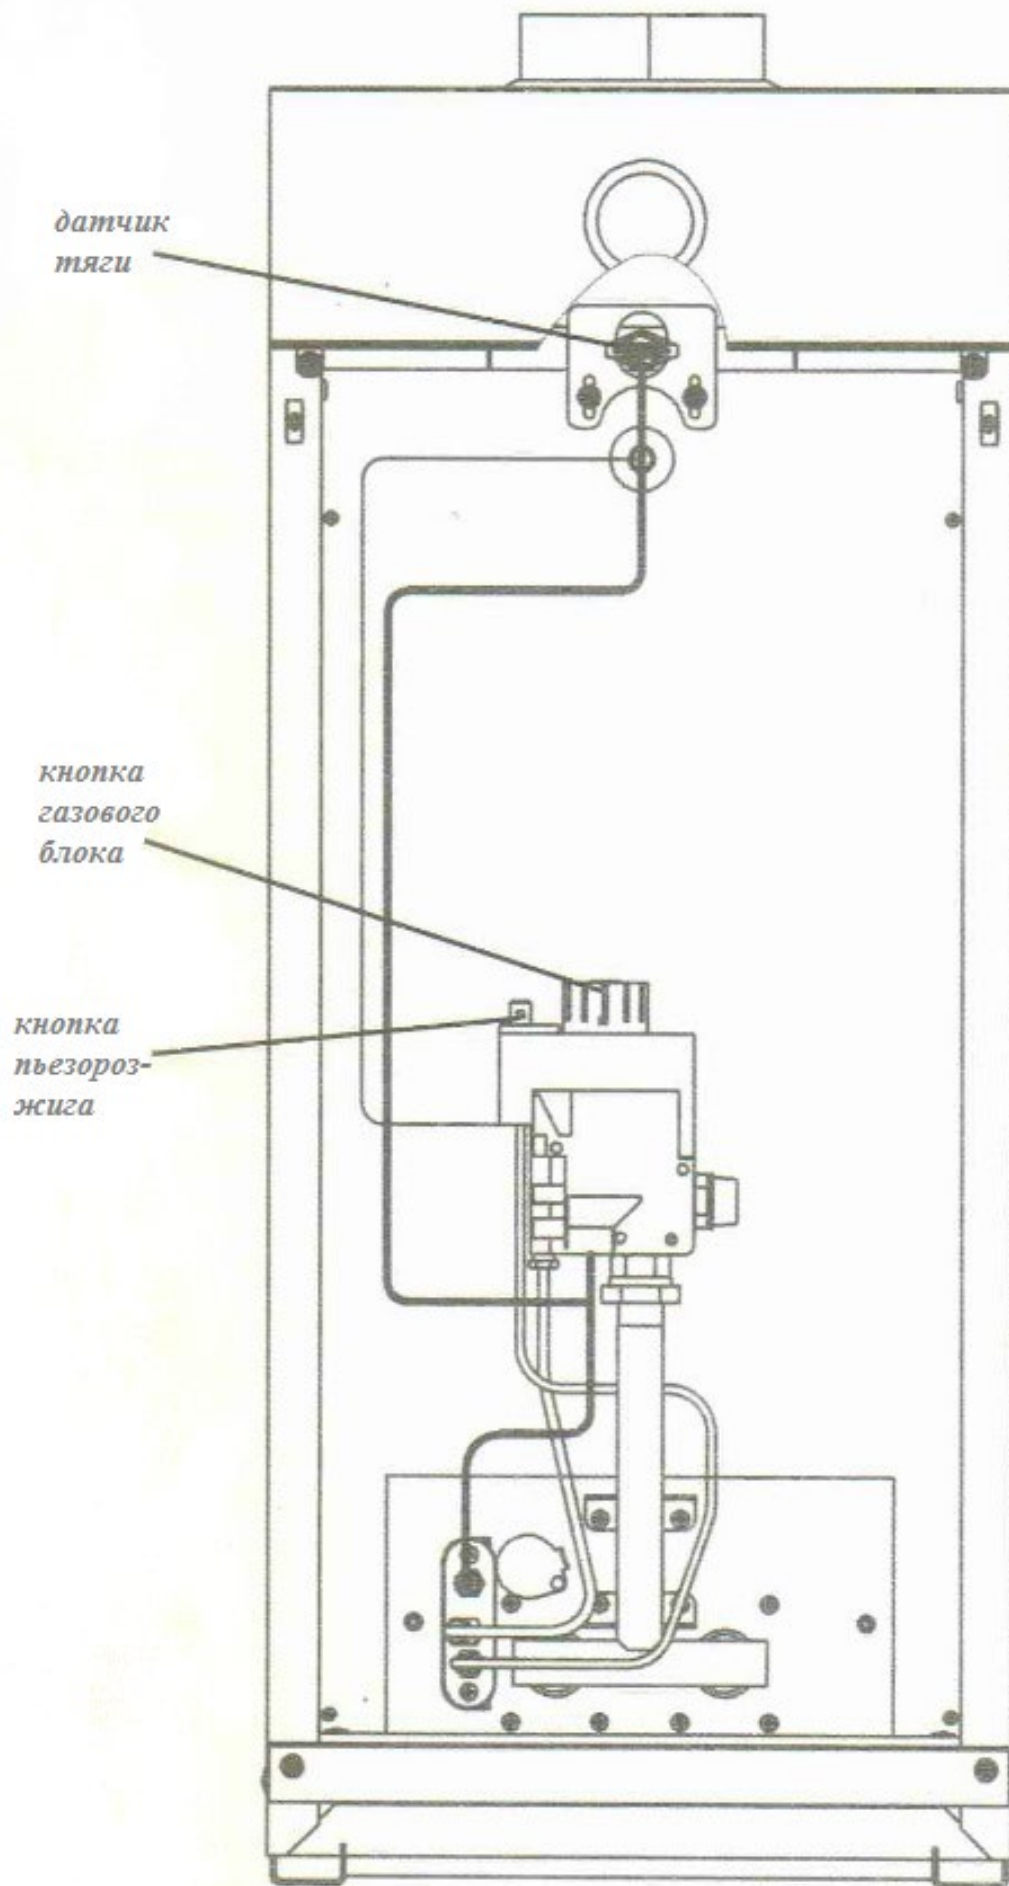 датчик
тяги
кнопка
газового
блока
кнопка
пьезороз-
жига